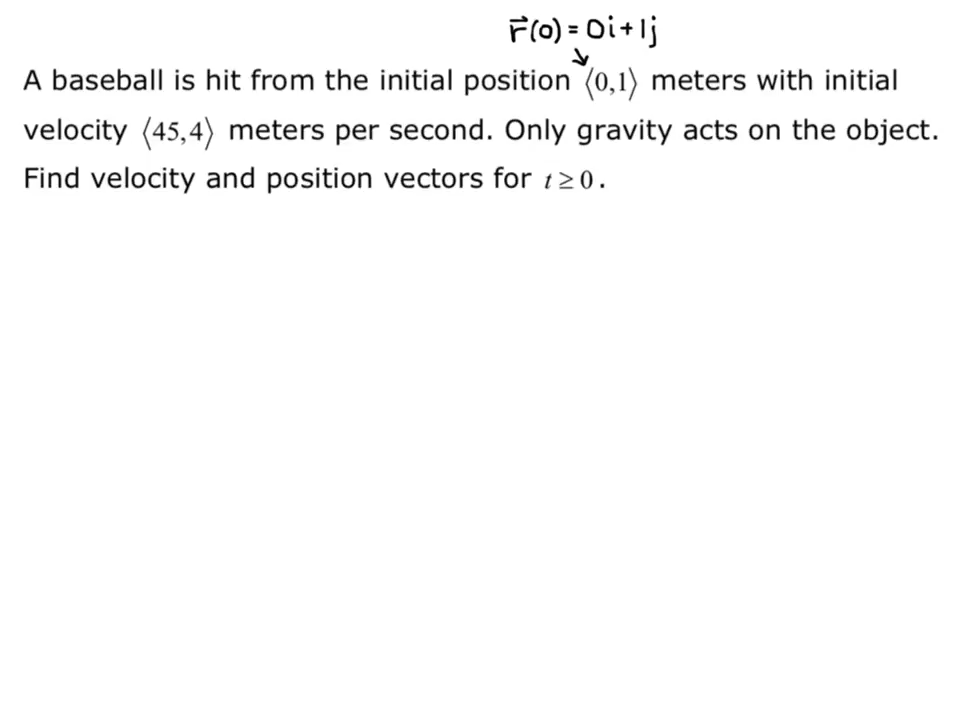 r⃗(0) = 0i + 1j
A baseball is hit from the initial position ⟨0,1⟩ meters with initial
velocity ⟨45,4⟩ meters per second. Only gravity acts on the object.
Find velocity and position vectors for t ≥ 0.